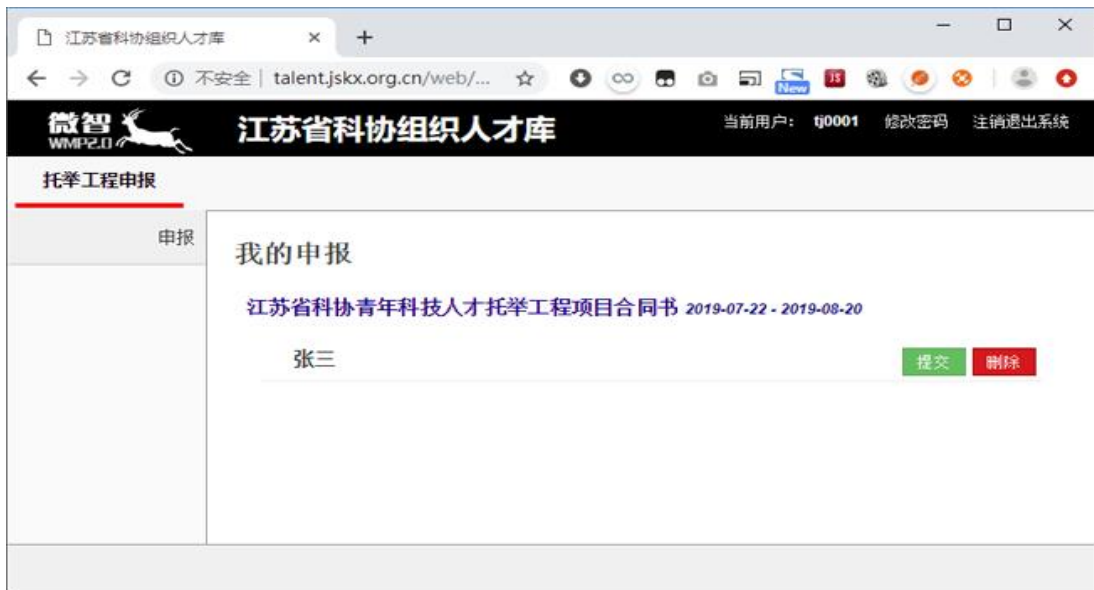 江苏省科协组织人才库
不安全 | talent.jskx.org.cn/web/...
New
JS
微智
WMP2.0
江苏省科协组织人才库
当前用户： tj0001 修改密码 注销退出系统
托举工程申报
申报
我的申报
江苏省科协青年科技人才托举工程项目合同书 2019-07-22 - 2019-08-20
张三 提交 删除